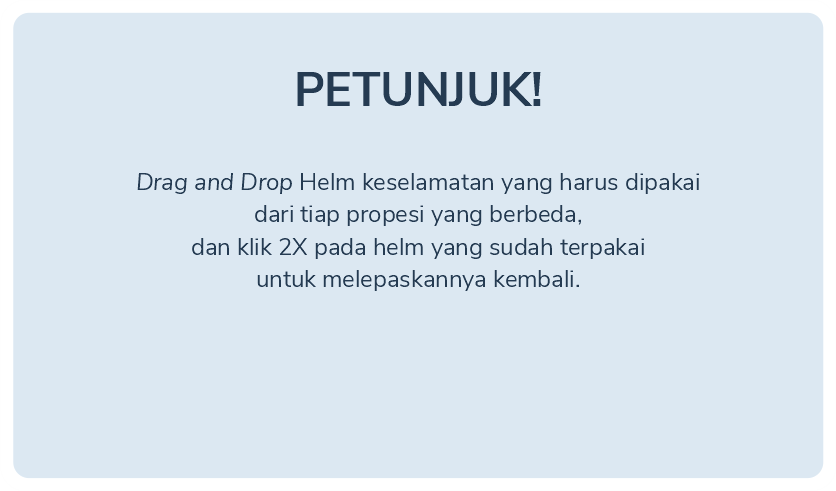 PETUNJUK!
Drag and Drop Helm keselamatan yang harus dipakai
dari tiap propesi yang berbeda,
dan klik 2X pada helm yang sudah terpakai
untuk melepaskannya kembali.